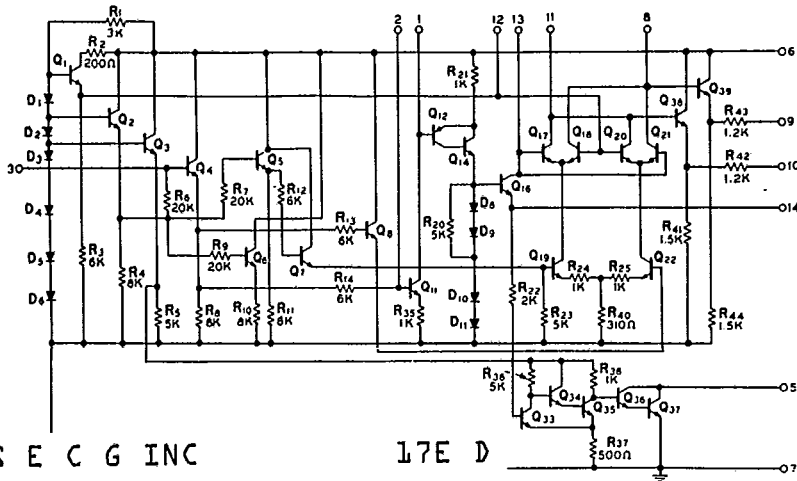 R1
3K
2
1
12
13
11
8
R2
200Ω
6
Q1
R21
1K
Q39
D1
Q2
Q12
Q38
R43
1.2K
9
D2
Q3
Q17
Q18
Q20
Q21
D3
Q4
Q5
Q14
R42
1.2K
10
30
R6
20K
R7
20K
R12
6K
Q16
14
D4
R13
6K
Q8
R20
5K
D8
D9
R41
1.5K
R3
6K
R9
20K
Q6
Q7
Q19
R24
1K
R25
1K
Q22
D5
R4
8K
R14
6K
Q11
R22
2K
D6
R5
5K
R8
8K
R10
8K
R11
8K
R35
1K
D10
D11
R23
5K
R40
310Ω
R44
1.5K
R36
5K
R38
1K
5
Q34
Q35
Q36
Q37
Q33
R37
500Ω
E C G INC
17E D
7